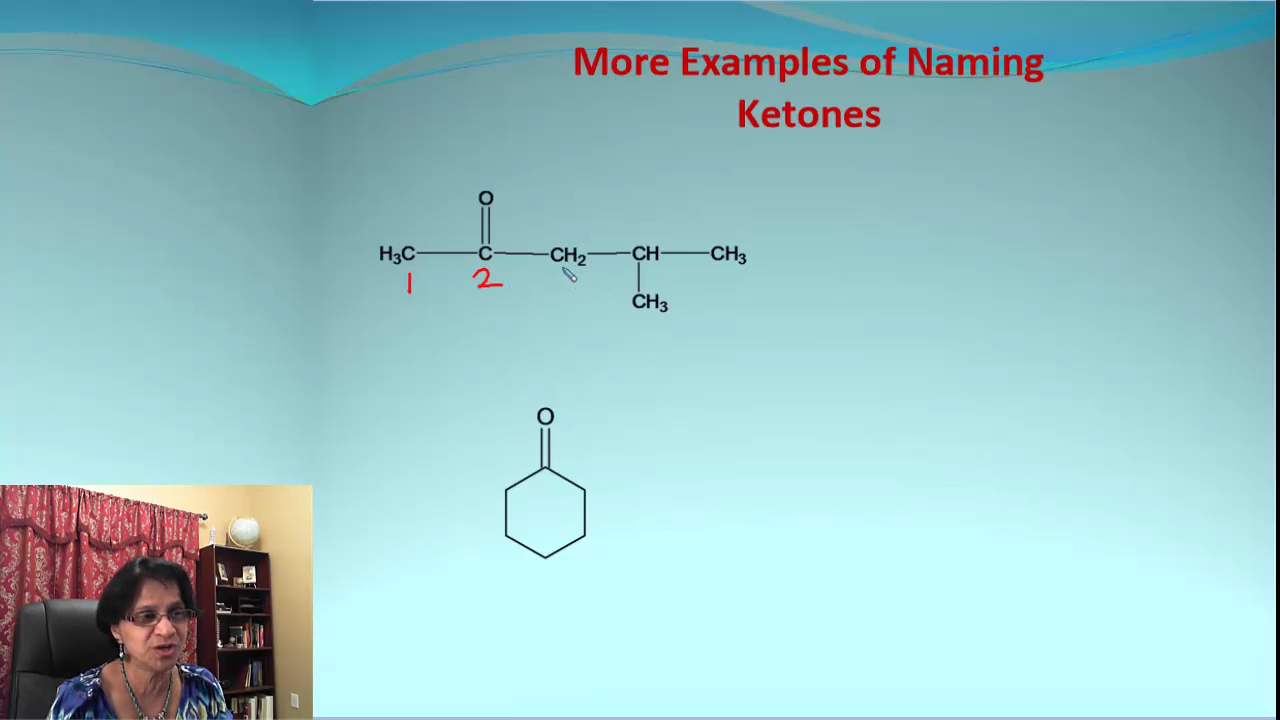 More Examples of Naming
Ketones
O
H₃C C CH₂ CH CH₃
1 2
CH₃
O